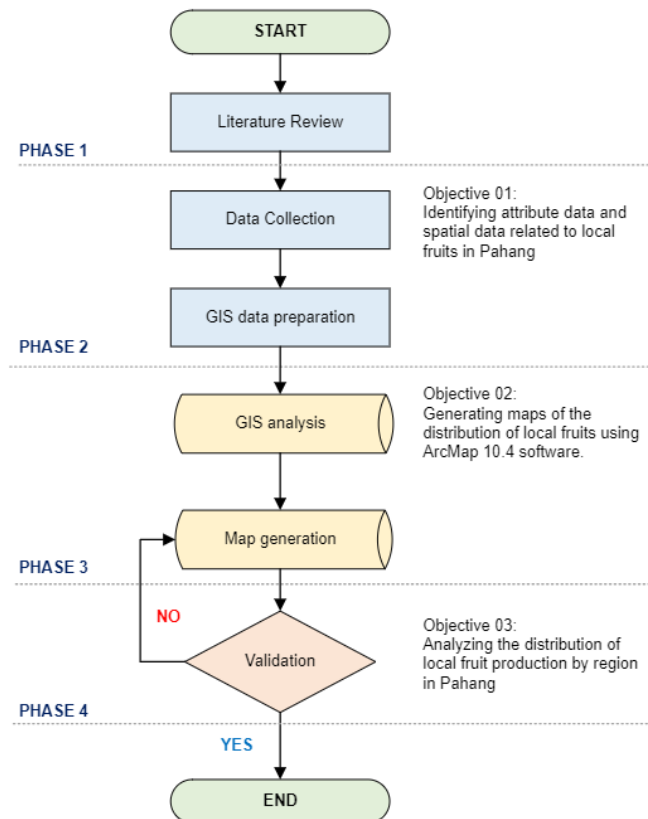 START
Literature Review
PHASE 1
Data Collection
Objective 01:
Identifying attribute data and
spatial data related to local
fruits in Pahang
GIS data preparation
PHASE 2
GIS analysis
Objective 02:
Generating maps of the
distribution of local fruits using
ArcMap 10.4 software.
Map generation
PHASE 3
NO
Validation
Objective 03:
Analyzing the distribution of
local fruit production by region
in Pahang
PHASE 4
YES
END